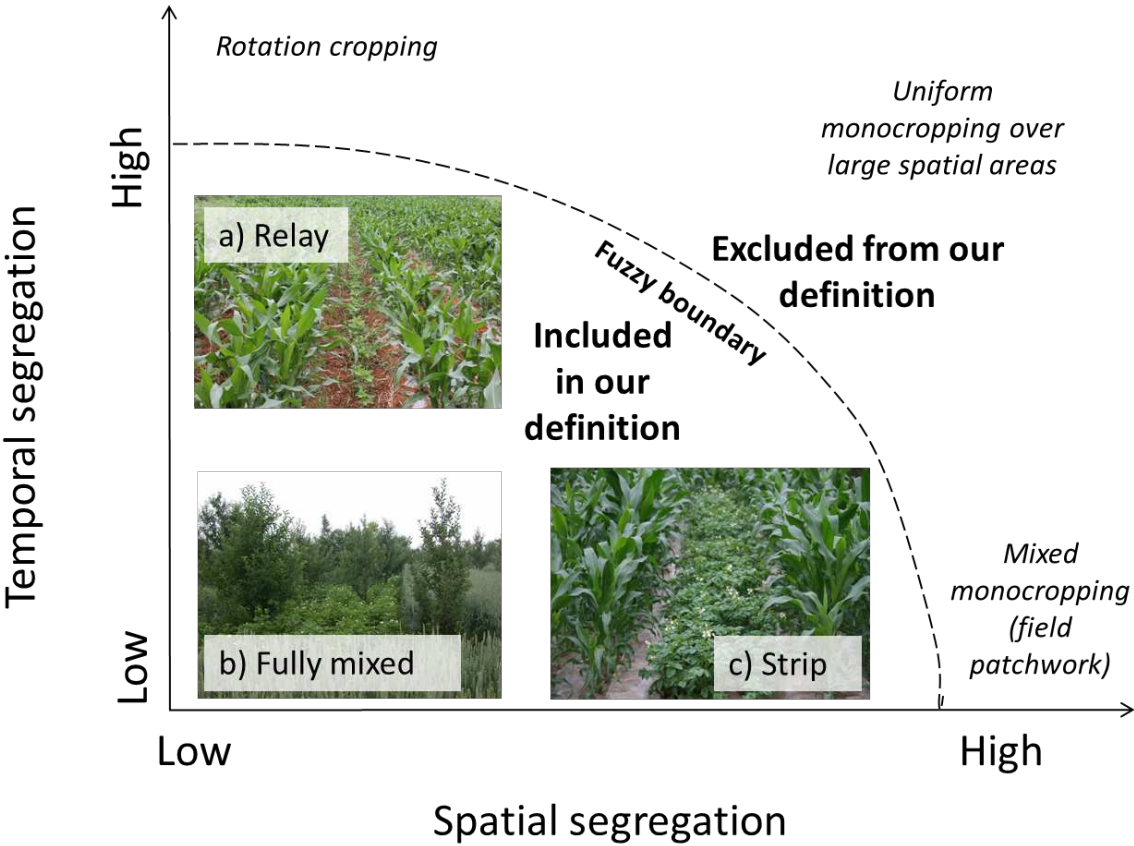 Rotation cropping
Uniform
monocropping over
large spatial areas
High
Temporal segregation
a) Relay
Fuzzy boundary
Excluded from our
definition
Included
in our
definition
b) Fully mixed
c) Strip
Mixed
monocropping
(field
patchwork)
Low
Low
High
Spatial segregation